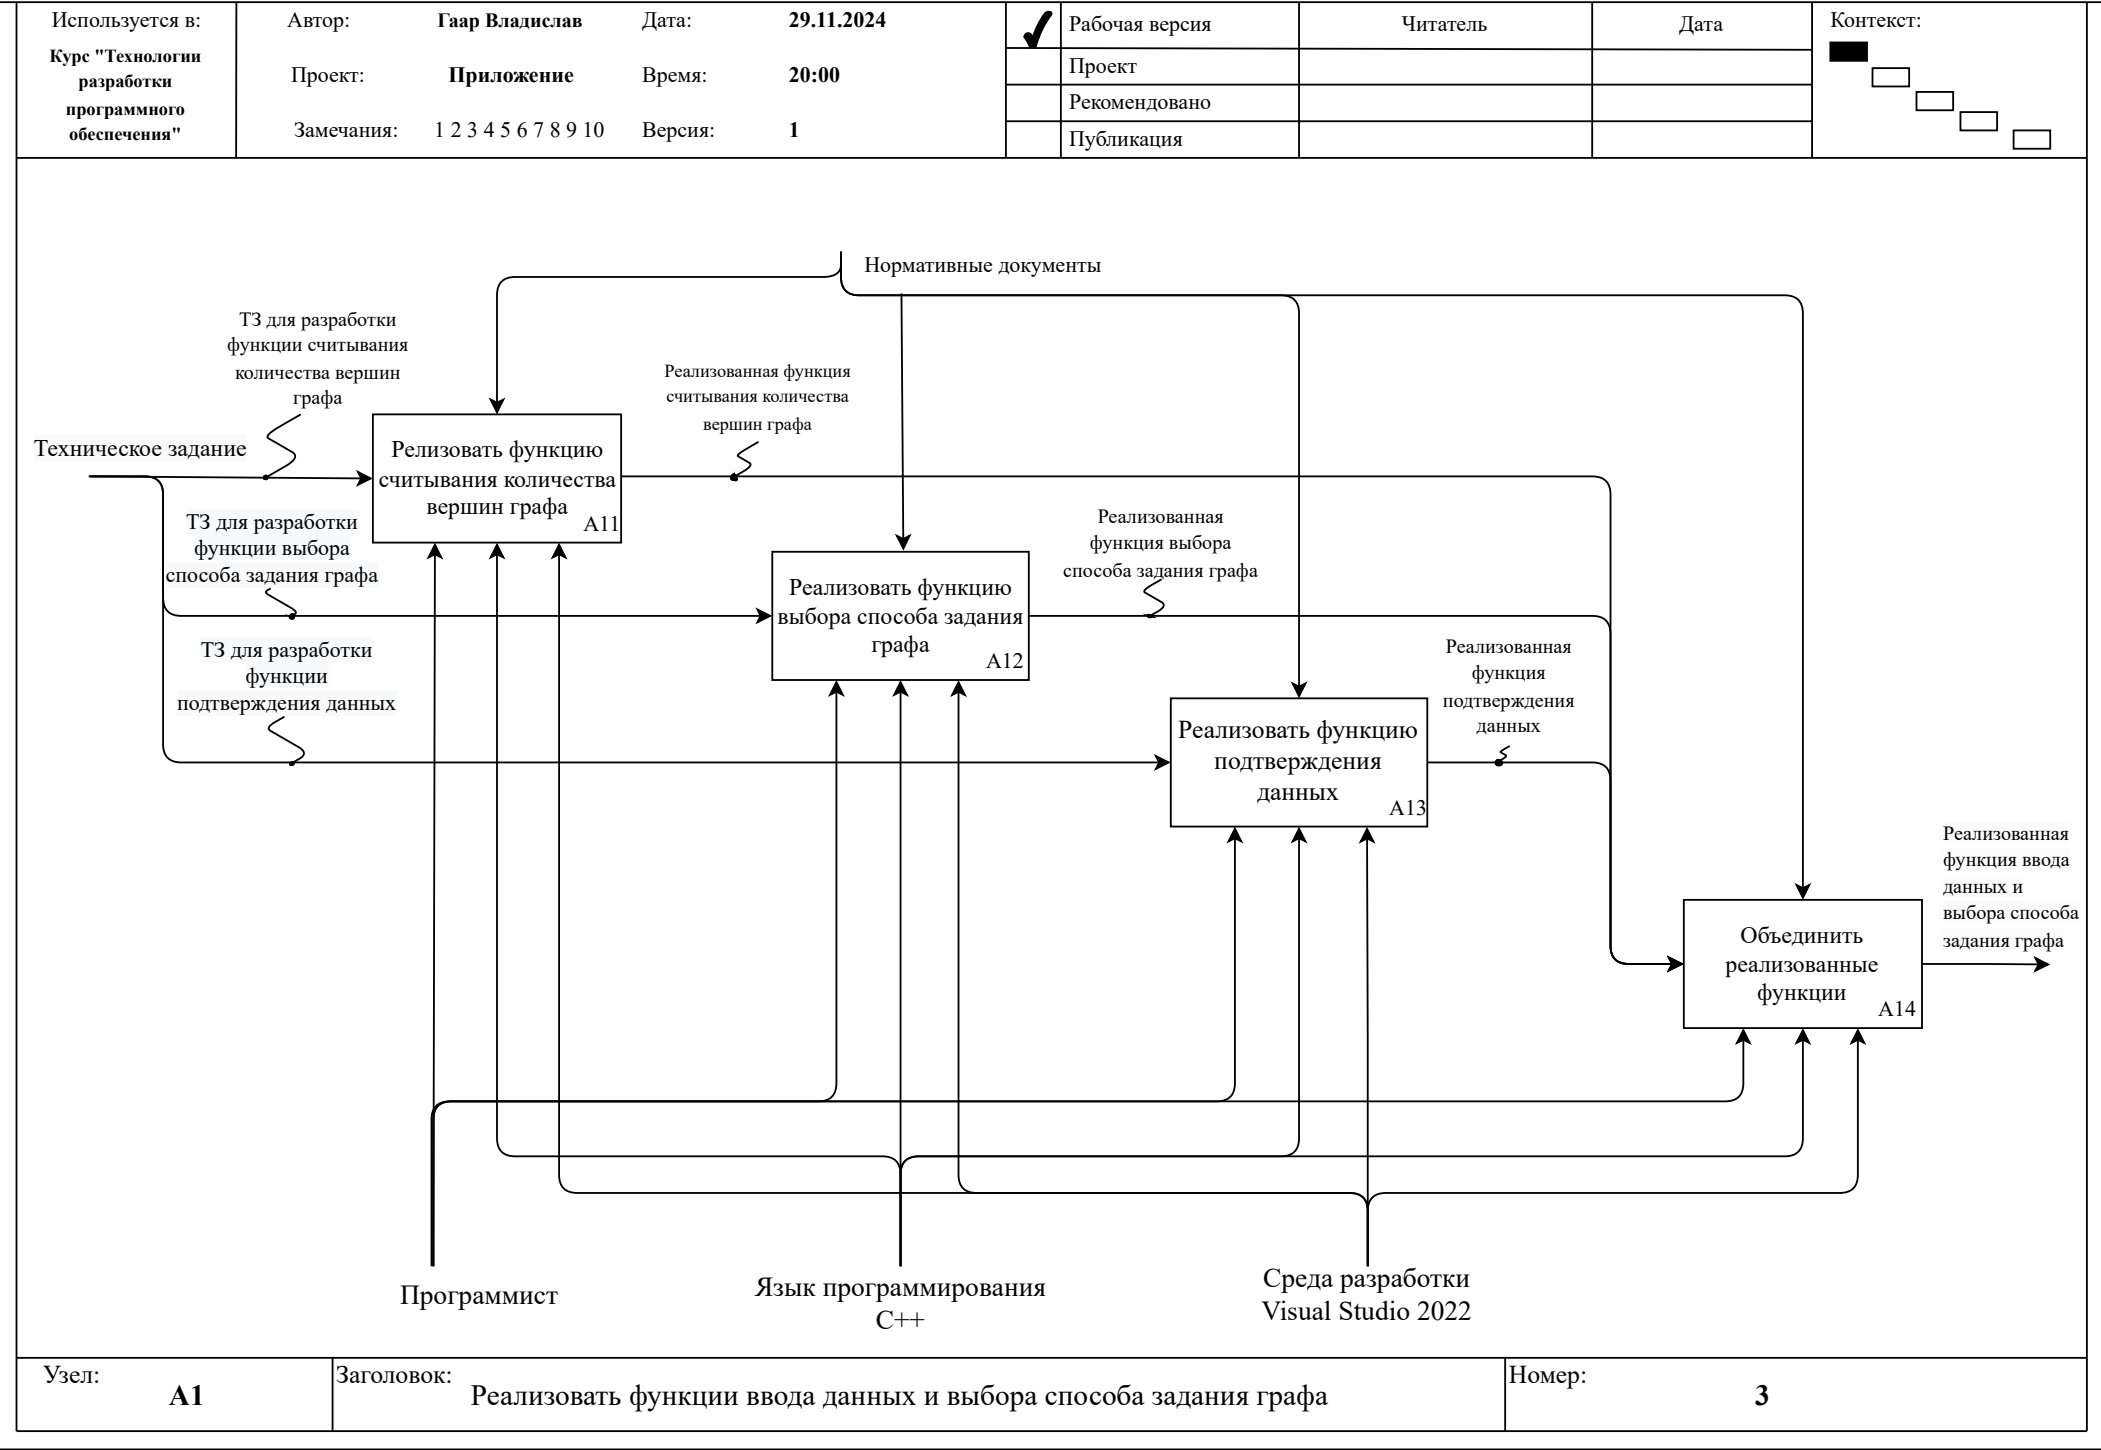 Используется в:
Курс "Технологии
разработки
программного
обеспечения"
Автор:
Гаар Владислав
Дата:
29.11.2024
Проект:
Приложение
Время:
20:00
Замечания:
1 2 3 4 5 6 7 8 9 10
Версия:
1
Рабочая версия
Читатель
Дата
Проект
Рекомендовано
Публикация
Контекст:
Нормативные документы
ТЗ для разработки
функции считывания
количества вершин
графа
Реализованная функция
считывания количества
вершин графа
Техническое задание
Релизовать функцию
считывания количества
вершин графа
A11
ТЗ для разработки
функции выбора
способа задания графа
Реализованная
функция выбора
способа задания графа
Реализовать функцию
выбора способа задания
графа
A12
ТЗ для разработки
функции
подтверждения данных
Реализованная
функция
подтверждения
данных
Реализовать функцию
подтверждения
данных
A13
Реализованная
функция ввода
данных и
выбора способа
задания графа
Объединить
реализованные
функции
A14
Программист
Язык программирования
C++
Среда разработки
Visual Studio 2022
Узел:
A1
Заголовок:
Реализовать функции ввода данных и выбора способа задания графа
Номер:
3